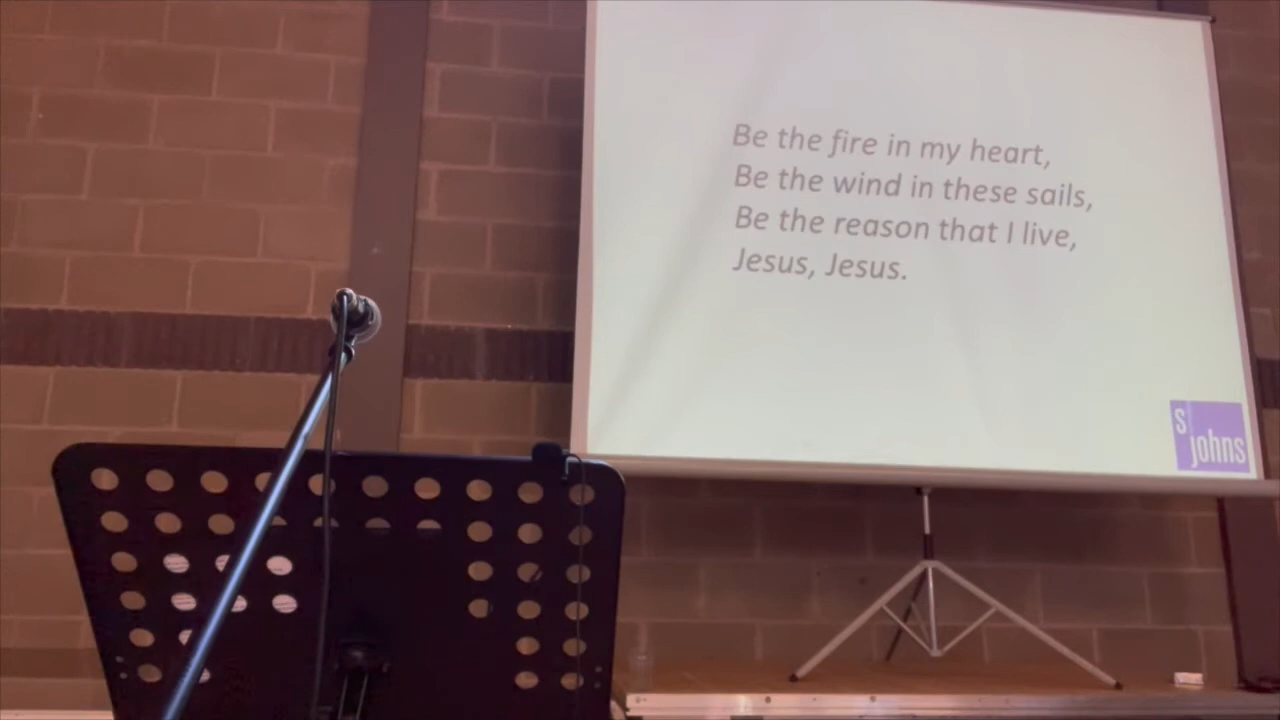 Be the fire in my heart,
Be the wind in these sails,
Be the reason that I live,
Jesus, Jesus.
s
johns